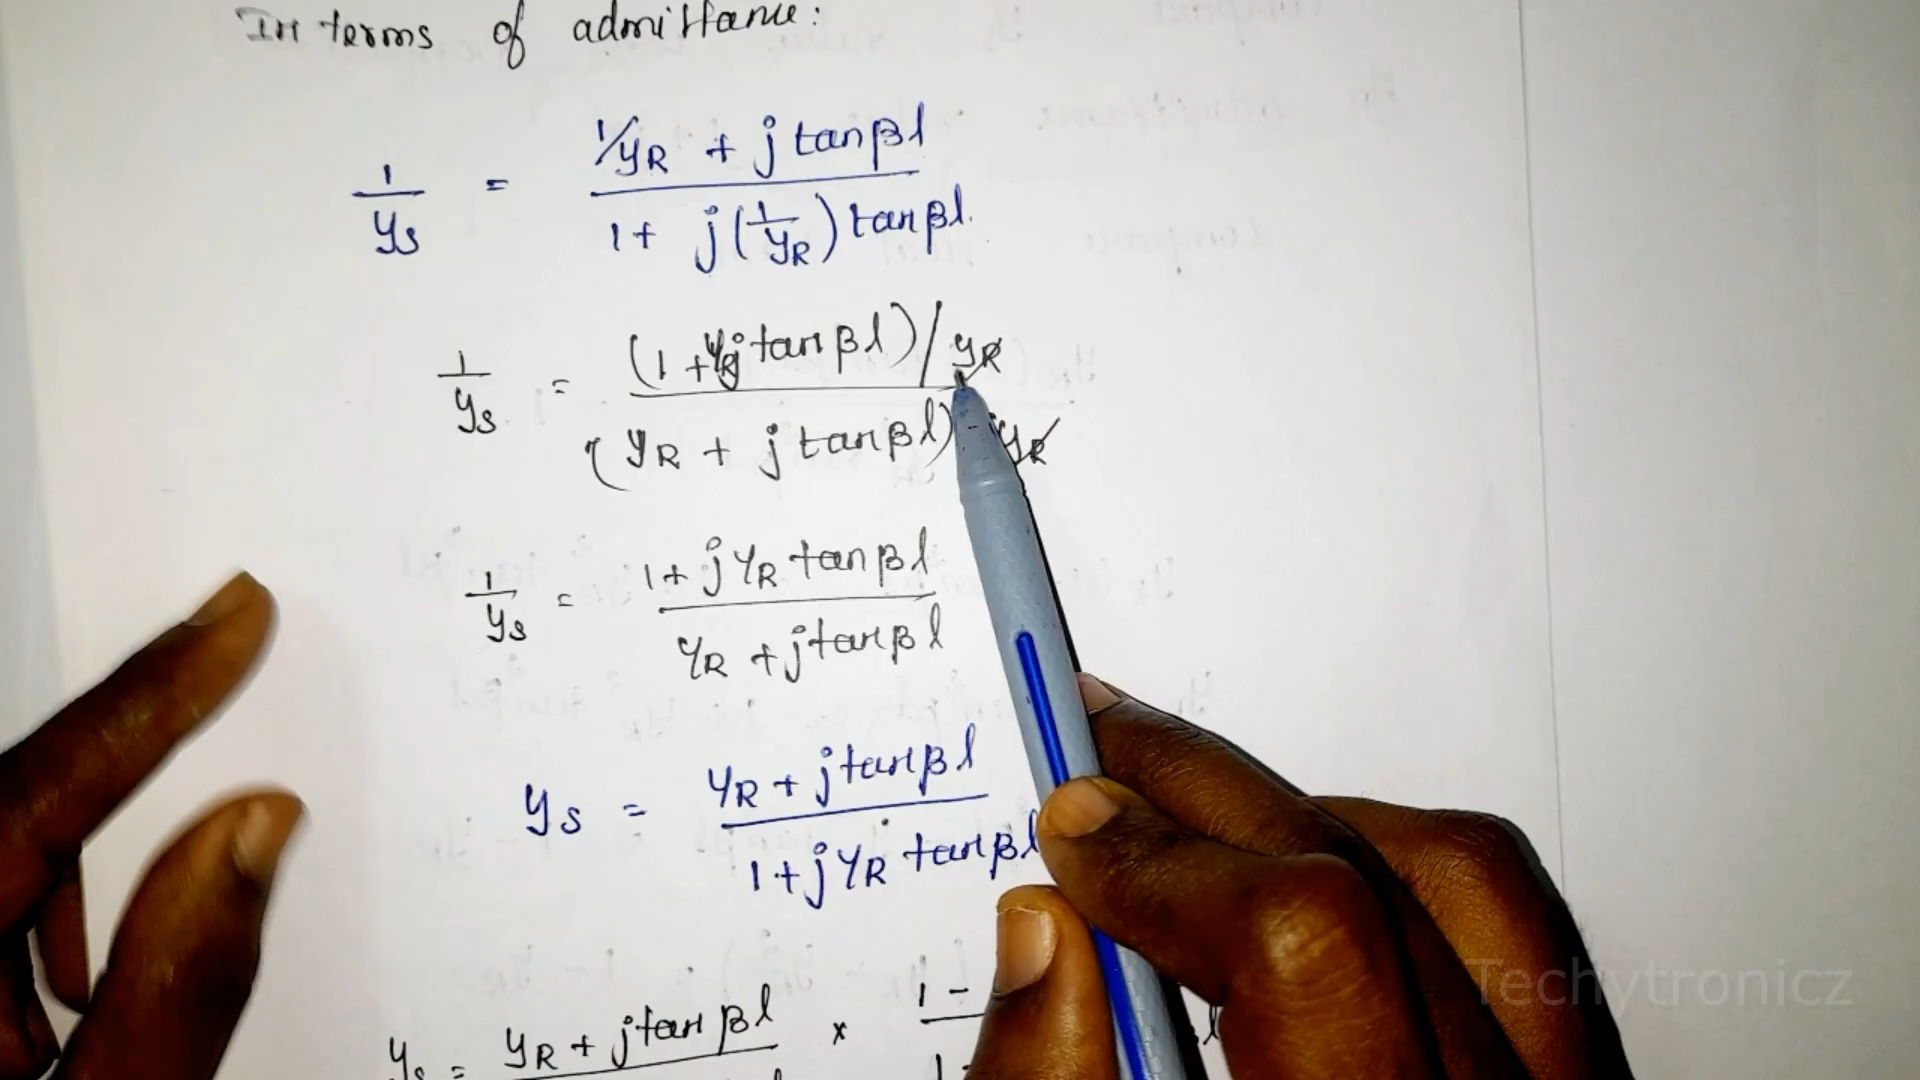 In terms of admittance:
1/yS = (1/yR + j tanβl) / (1 + j(1/yR) tanβl)
1/yS = ((1 + yR j tanβl)/yR) / ((yR + j tanβl) yR)
1/yS = (1 + j yR tanβl) / (yR + j tanβl)
yS = (yR + j tanβl) / (1 + j yR tanβl)
yS = yR + j tanβl × 1 -
Techytronicz